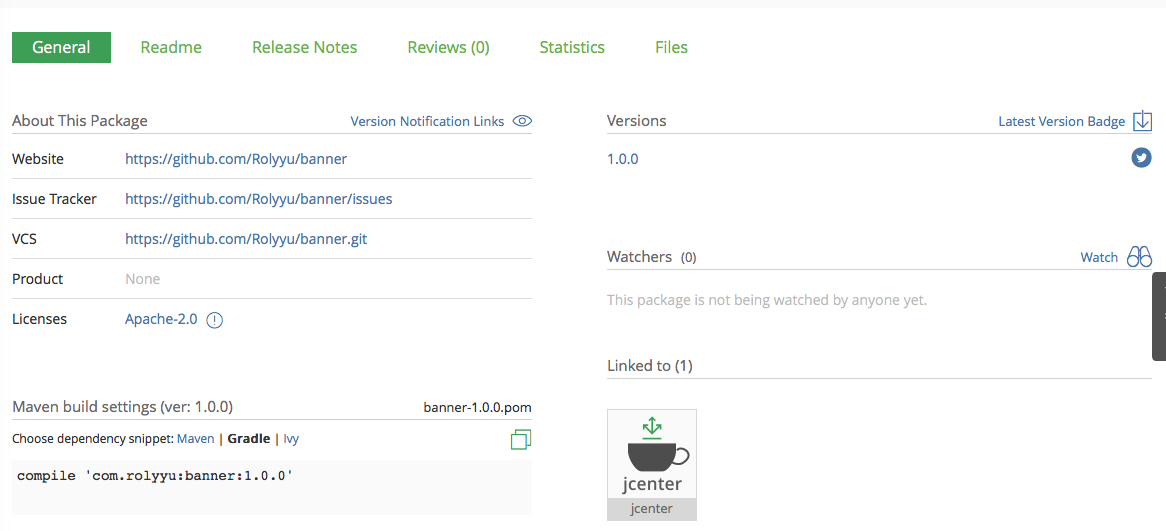 General Readme Release Notes Reviews (0) Statistics Files
About This Package Version Notification Links
Website https://github.com/Rolyyu/banner
Issue Tracker https://github.com/Rolyyu/banner/issues
VCS https://github.com/Rolyyu/banner.git
Product None
Licenses Apache-2.0
Maven build settings (ver: 1.0.0) banner-1.0.0.pom
Choose dependency snippet: Maven | Gradle | Ivy
compile 'com.rolyyu:banner:1.0.0'
Versions Latest Version Badge
1.0.0
Watchers (0) Watch
This package is not being watched by anyone yet.
Linked to (1)
jcenter
jcenter